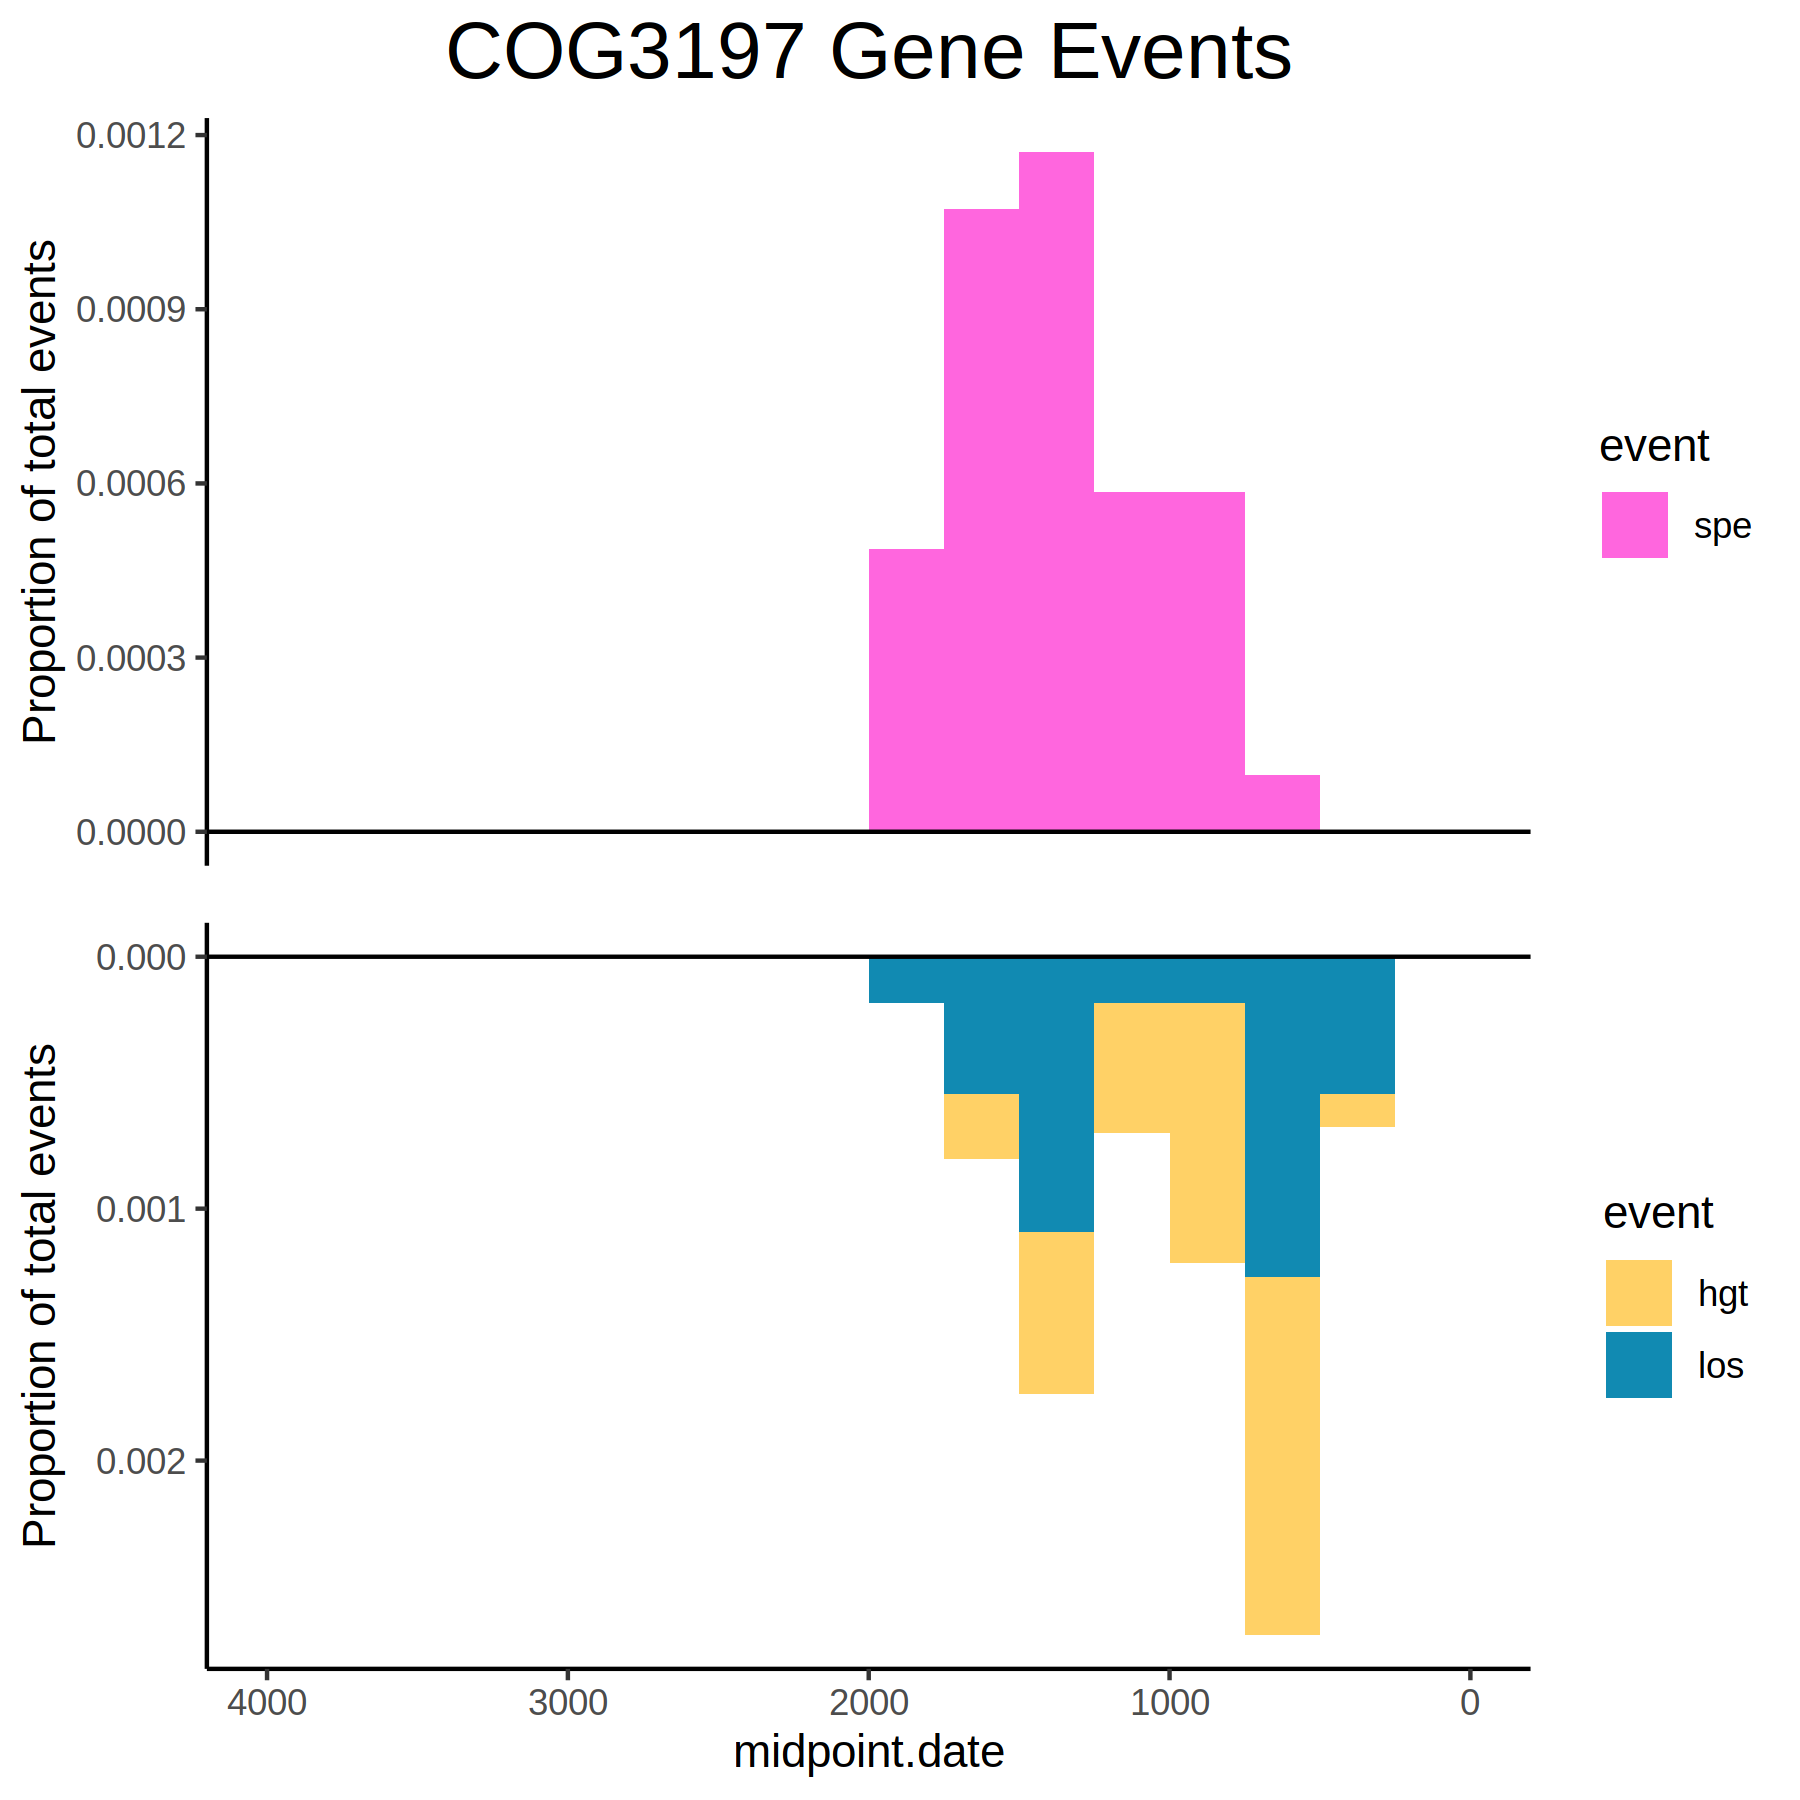 COG3197 Gene Events
Proportion of total events
0.0012
0.0009
0.0006
0.0003
0.0000
event
spe
Proportion of total events
0.000
0.001
0.002
event
hgt
los
4000 3000 2000 1000 0
midpoint.date